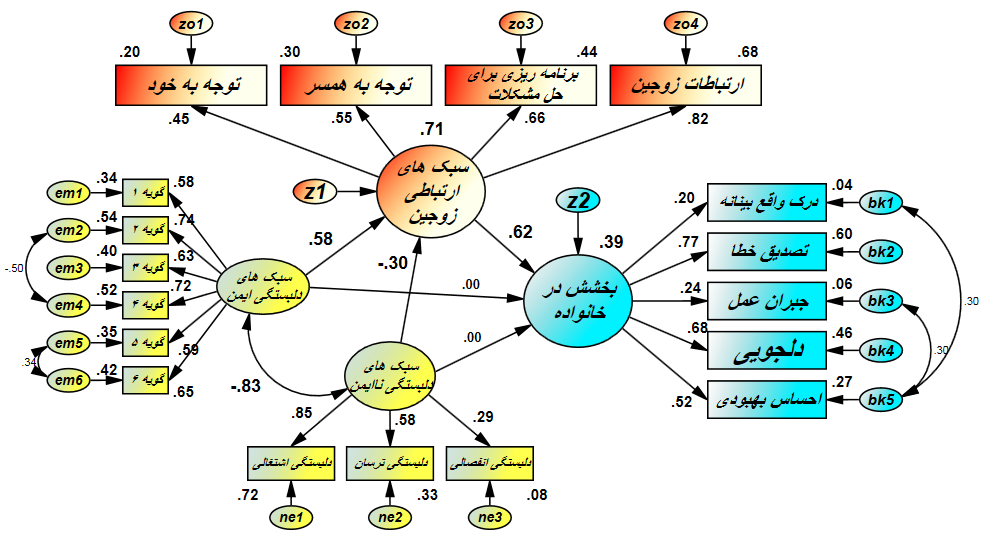 zo1 zo2 zo3 zo4
.20 .30 .44 .68
توجه به خود
توجه به همسر
برنامه ریزی برای
حل مشکلات
ارتباطات زوجین
.45 .55 .66 .82
.71
سبک های
ارتباطی
زوجین
z1
z2
em1 .34 گویه ۱ .58
em2 .54 گویه ۲ .74
em3 .40 گویه ۳ .63
em4 .52 گویه ۴ .72
em5 .35 گویه ۵ .59
em6 .42 گویه ۶ .65
-.50
.34
سبک های
دلبستگی ایمن
.58
-.30
.62
.39
.00
.00
-.83
بخشش در
خانواده
سبک های
دلبستگی ناایمن
.20 درک واقع بینانه .04 bk1
.77 تصدیق خطا .60 bk2
.24 جبران عمل .06 bk3
.68 دلجویی .46 bk4
.52 احساس بهبودی .27 bk5
.30
.30
.85 .58 .29
دلبستگی اشتغالی
دلبستگی ترسان
دلبستگی انفصالی
.72 .33 .08
ne1 ne2 ne3